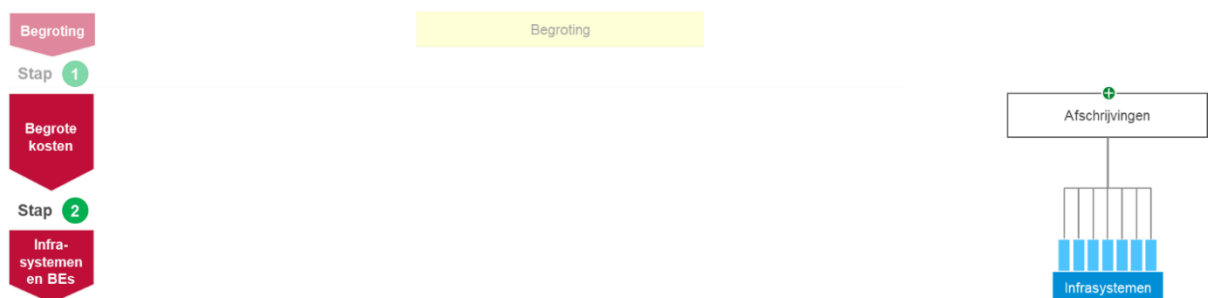 Begroting
Begroting
Stap 1
Begrote
kosten
Afschrijvingen
Stap 2
Infra-
systemen
en BEs
Infrasystemen